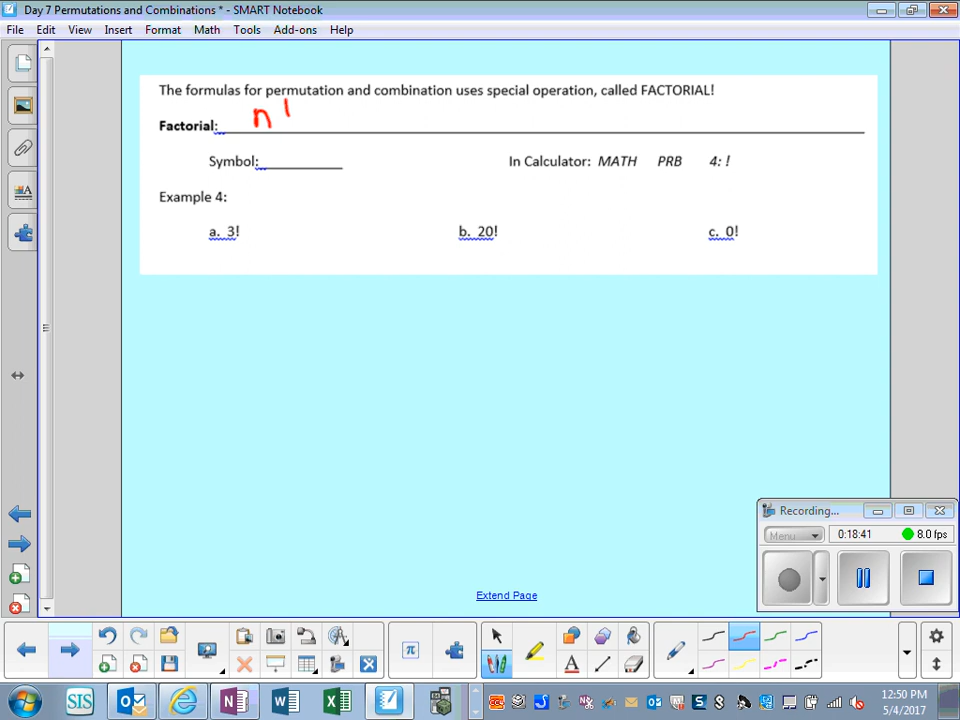 Day 7 Permutations and Combinations * - SMART Notebook
File Edit View Insert Format Math Tools Add-ons Help
The formulas for permutation and combination uses special operation, called FACTORIAL!
Factorial: n
Symbol: In Calculator: MATH PRB 4: !
Example 4:
a. 3! b. 20! c. 0!
Recording...
Menu 0:18:41 8.0 fps
Extend Page
SIS
12:50 PM
5/4/2017